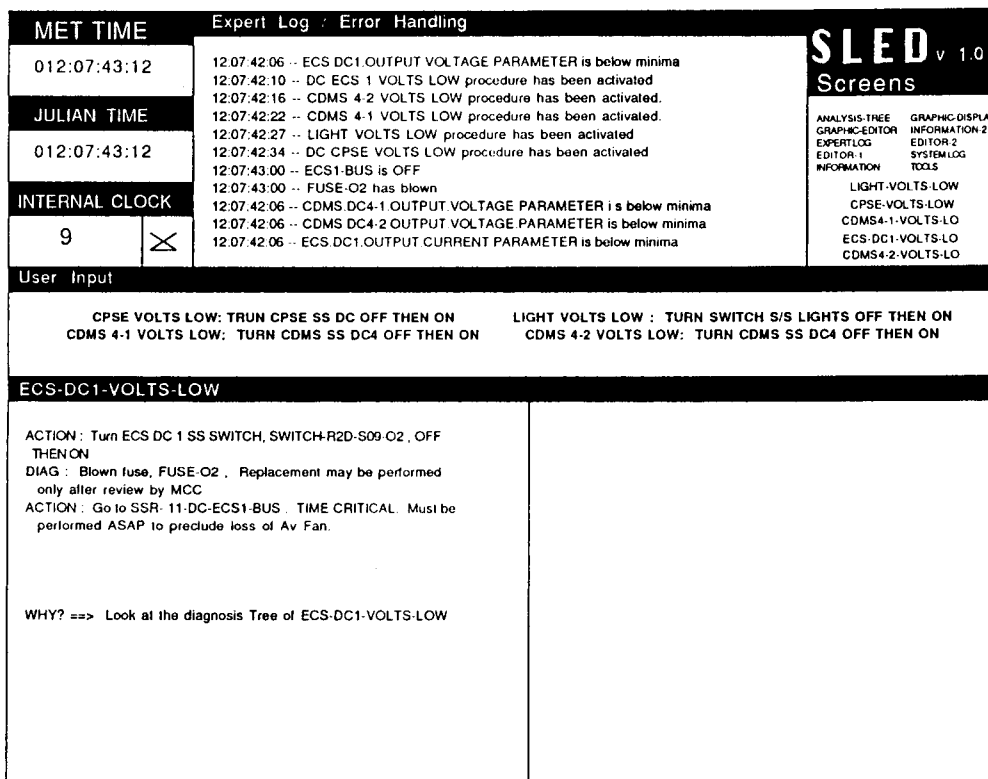 MET TIME
012:07:43:12
JULIAN TIME
012:07:43:12
INTERNAL CLOCK
9
Expert Log / Error Handling
12:07:42:06 -- ECS DC1.OUTPUT VOLTAGE PARAMETER is below minima
12:07:42:10 -- DC ECS 1 VOLTS LOW procedure has been activated
12:07:42:16 -- CDMS 4-2 VOLTS LOW procedure has been activated.
12:07:42:22 -- CDMS 4-1 VOLTS LOW procedure has been activated.
12:07:42:27 -- LIGHT VOLTS LOW procedure has been activated
12:07:42:34 -- DC CPSE VOLTS LOW procedure has been activated
12:07:43:00 -- ECS1-BUS is OFF
12:07:43:00 -- FUSE-O2 has blown
12:07:42:06 -- CDMS.DC4-1.OUTPUT.VOLTAGE PARAMETER i s below minima
12:07:42:06 -- CDMS DC4-2 OUTPUT VOLTAGE.PARAMETER is below minima
12:07:42:06 -- ECS.DC1.OUTPUT.CURRENT PARAMETER is below minima
SLED v 1.0
Screens
ANALYSIS-TREE GRAPHIC-DISPLA
GRAPHIC-EDITOR INFORMATION-2
EXPERTLOG EDITOR-2
EDITOR-1 SYSTEMLOG
INFORMATION TOOLS
LIGHT-VOLTS-LOW
CPSE-VOLTS-LOW
CDMS4-1-VOLTS-LO
ECS-DC1-VOLTS-LO
CDMS4-2-VOLTS-LO
User Input
CPSE VOLTS LOW: TRUN CPSE SS DC OFF THEN ON LIGHT VOLTS LOW : TURN SWITCH S/S LIGHTS OFF THEN ON
CDMS 4-1 VOLTS LOW: TURN CDMS SS DC4 OFF THEN ON CDMS 4-2 VOLTS LOW: TURN CDMS SS DC4 OFF THEN ON
ECS-DC1-VOLTS-LOW
ACTION : Turn ECS DC 1 SS SWITCH, SWITCH-R2D-S09-O2 , OFF
THEN ON
DIAG : Blown fuse, FUSE-O2 , Replacement may be performed
only after review by MCC
ACTION : Go to SSR- 11-DC-ECS1-BUS . TIME CRITICAL. Must be
performed ASAP to preclude loss of Av Fan.
WHY? ==> Look at the diagnosis Tree of ECS-DC1-VOLTS-LOW